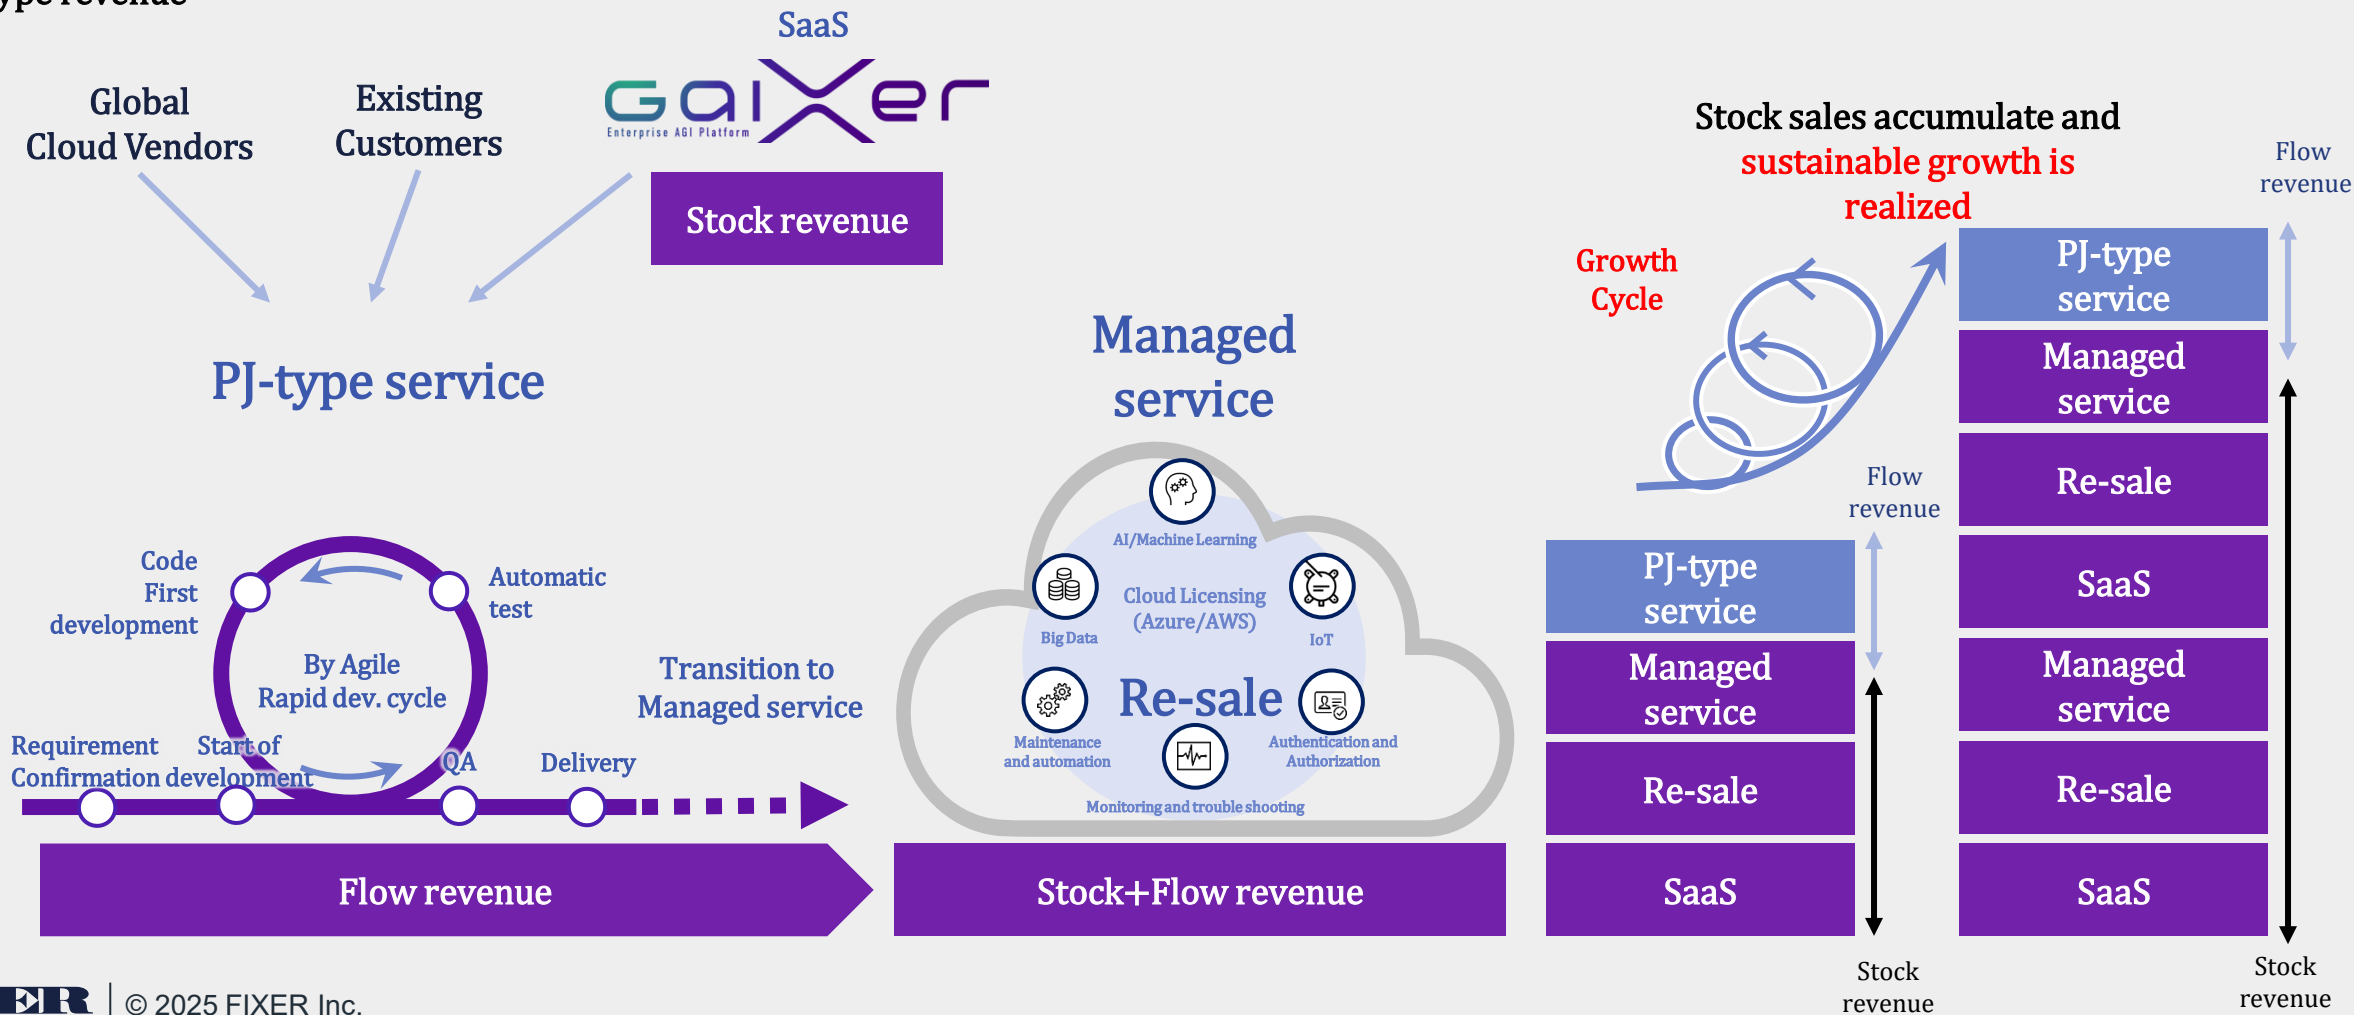 revenue
SaaS
GaiXer
Enterprise AGI Platform
Global
Cloud Vendors
Existing
Customers
Stock revenue
PJ-type service
Code
First
development
Automatic
test
By Agile
Rapid dev. cycle
Requirement
Confirmation
Start of
development
QA
Delivery
Transition to
Managed service
Flow revenue
Managed
service
AI/Machine Learning
Big Data
Cloud Licensing
(Azure/AWS)
IoT
Re-sale
Maintenance
and automation
Authentication and
Authorization
Monitoring and trouble shooting
Stock+Flow revenue
Stock sales accumulate and
sustainable growth is
realized
Growth
Cycle
Flow
revenue
PJ-type
service
Managed
service
Re-sale
SaaS
Stock
revenue
Flow
revenue
PJ-type
service
Managed
service
Re-sale
SaaS
Managed
service
Re-sale
SaaS
Stock
revenue
ER
© 2025 FIXER Inc.